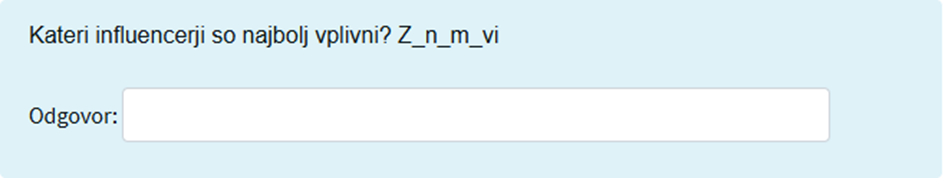 Kateri influencerji so najbolj vplivni? Z_n_m_vi
Odgovor: